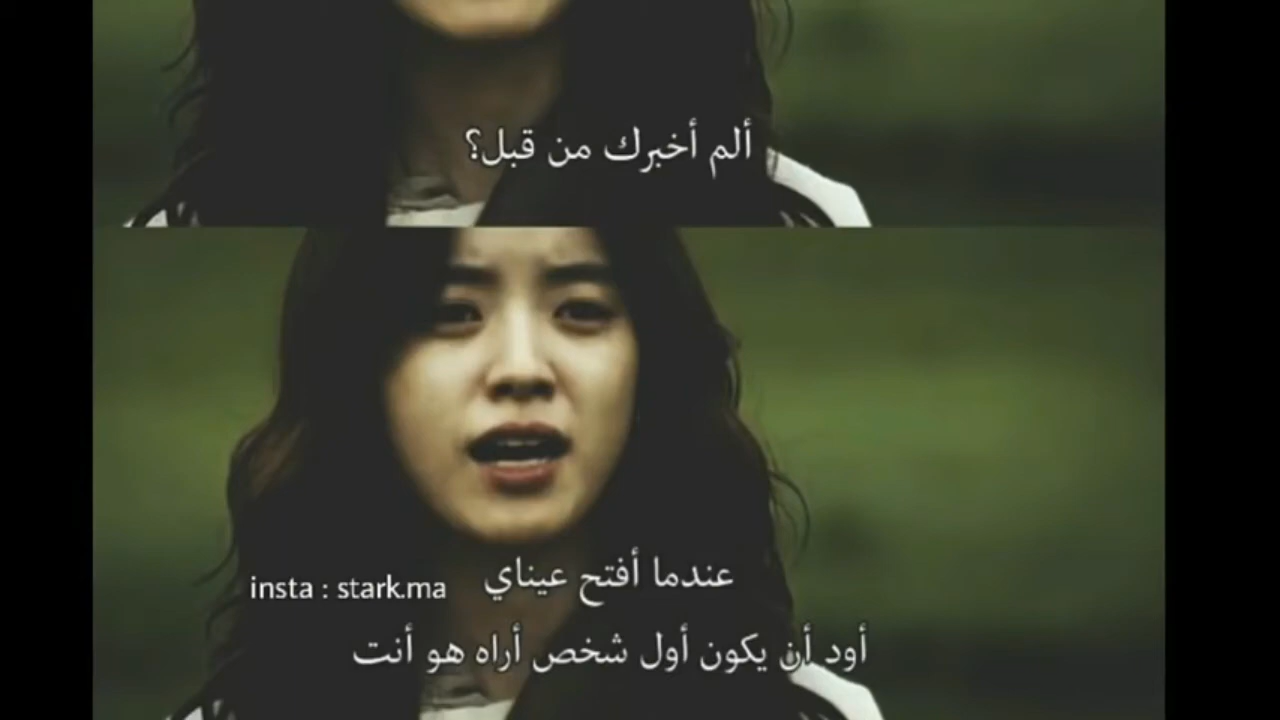 ألم أخبرك من قبل؟
عندما أفتح عيناي
insta : stark.ma
أود أن يكون أول شخص أراه هو أنت